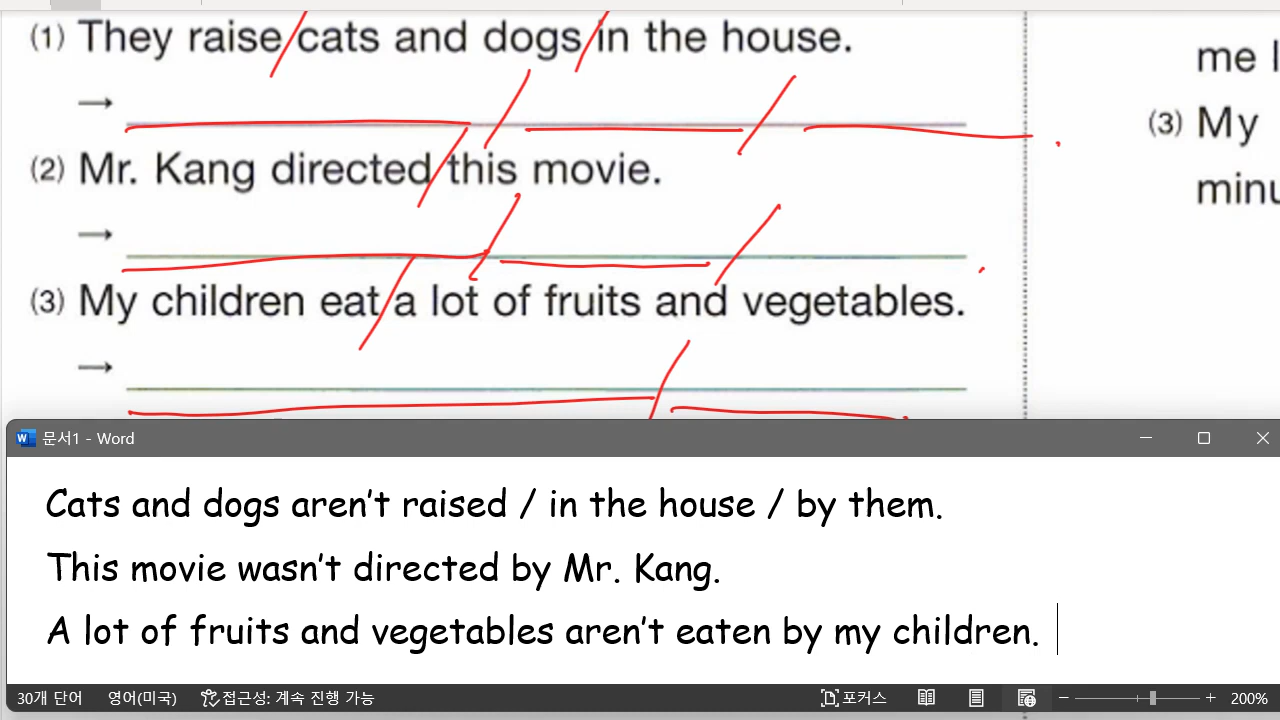 (1) They raise cats and dogs in the house.
→
(2) Mr. Kang directed this movie.
→
(3) My children eat a lot of fruits and vegetables.
→
me
(3) My
문서1 - Word
Cats and dogs aren’t raised / in the house / by them.
This movie wasn’t directed by Mr. Kang.
A lot of fruits and vegetables aren’t eaten by my children.
30개 단어 영어(미국) 접근성: 계속 진행 가능 포커스 200%